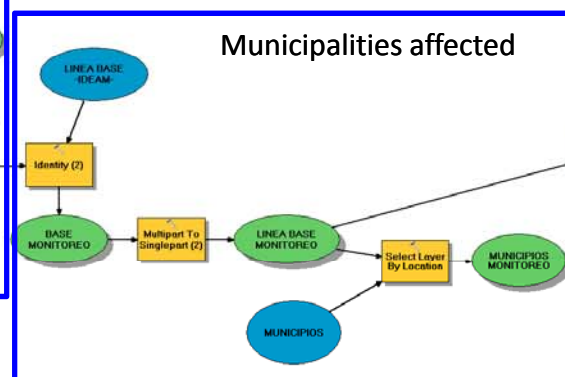 Municipalities affected
LINEA BASE
-IDEAM-
Identity (2)
BASE
MONITOREO
Multipart To
Singlepart (2)
LINEA BASE
MONITOREO
Select Layer
By Location
MUNICIPIOS
MONITOREO
MUNICIPIOS